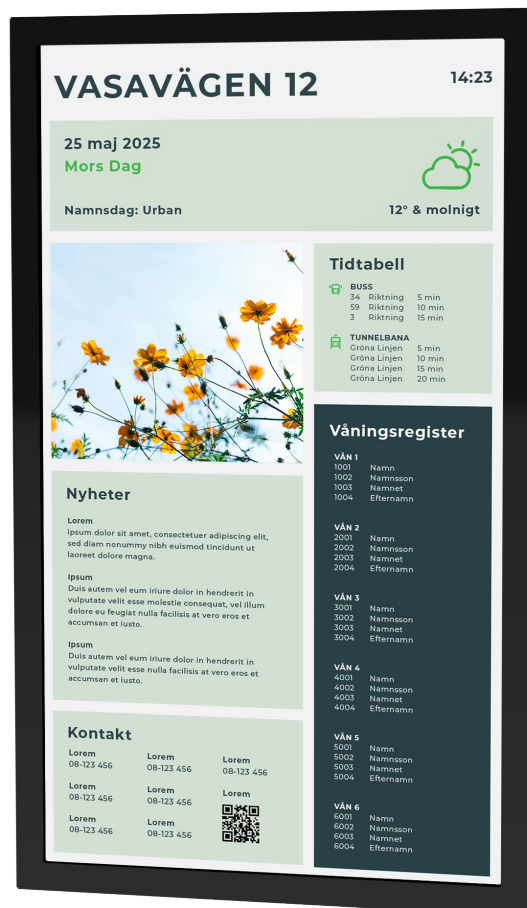 VASAVÄGEN 12
14:23
25 maj 2025
Mors Dag
Namnsdag: Urban
12° & molnigt
Tidtabell
BUSS
34 Riktning 5 min
59 Riktning 10 min
3 Riktning 15 min
TUNNELBANA
Gröna Linjen 5 min
Gröna Linjen 10 min
Gröna Linjen 15 min
Gröna Linjen 20 min
Våningsregister
VÅN 1
1001 Namn
1002 Namnsson
1003 Namnet
1004 Efternamn
VÅN 2
2001 Namn
2002 Namnsson
2003 Namnet
2004 Efternamn
VÅN 3
3001 Namn
3002 Namnsson
3003 Namnet
3004 Efternamn
VÅN 4
4001 Namn
4002 Namnsson
4003 Namnet
4004 Efternamn
VÅN 5
5001 Namn
5002 Namnsson
5003 Namnet
5004 Efternamn
VÅN 6
6001 Namn
6002 Namnsson
6003 Namnet
6004 Efternamn
Nyheter
Lorem
ipsum dolor sit amet, consectetuer adipiscing elit,
sed diam nonummy nibh euismod tincidunt ut
laoreet dolore magna.
Ipsum
Duis autem vel eum iriure dolor in hendrerit in
vulputate velit esse molestie consequat, vel illum
dolore eu feugiat nulla facilisis at vero eros et
accumsan et iusto.
Ipsum
Duis autem vel eum iriure dolor in hendrerit in
vulputate velit esse nulla facilisis at vero eros et
accumsan et iusto.
Kontakt
Lorem Lorem Lorem
08-123 456 08-123 456 08-123 456
Lorem Lorem Lorem
08-123 456 08-123 456
Lorem Lorem
08-123 456 08-123 456